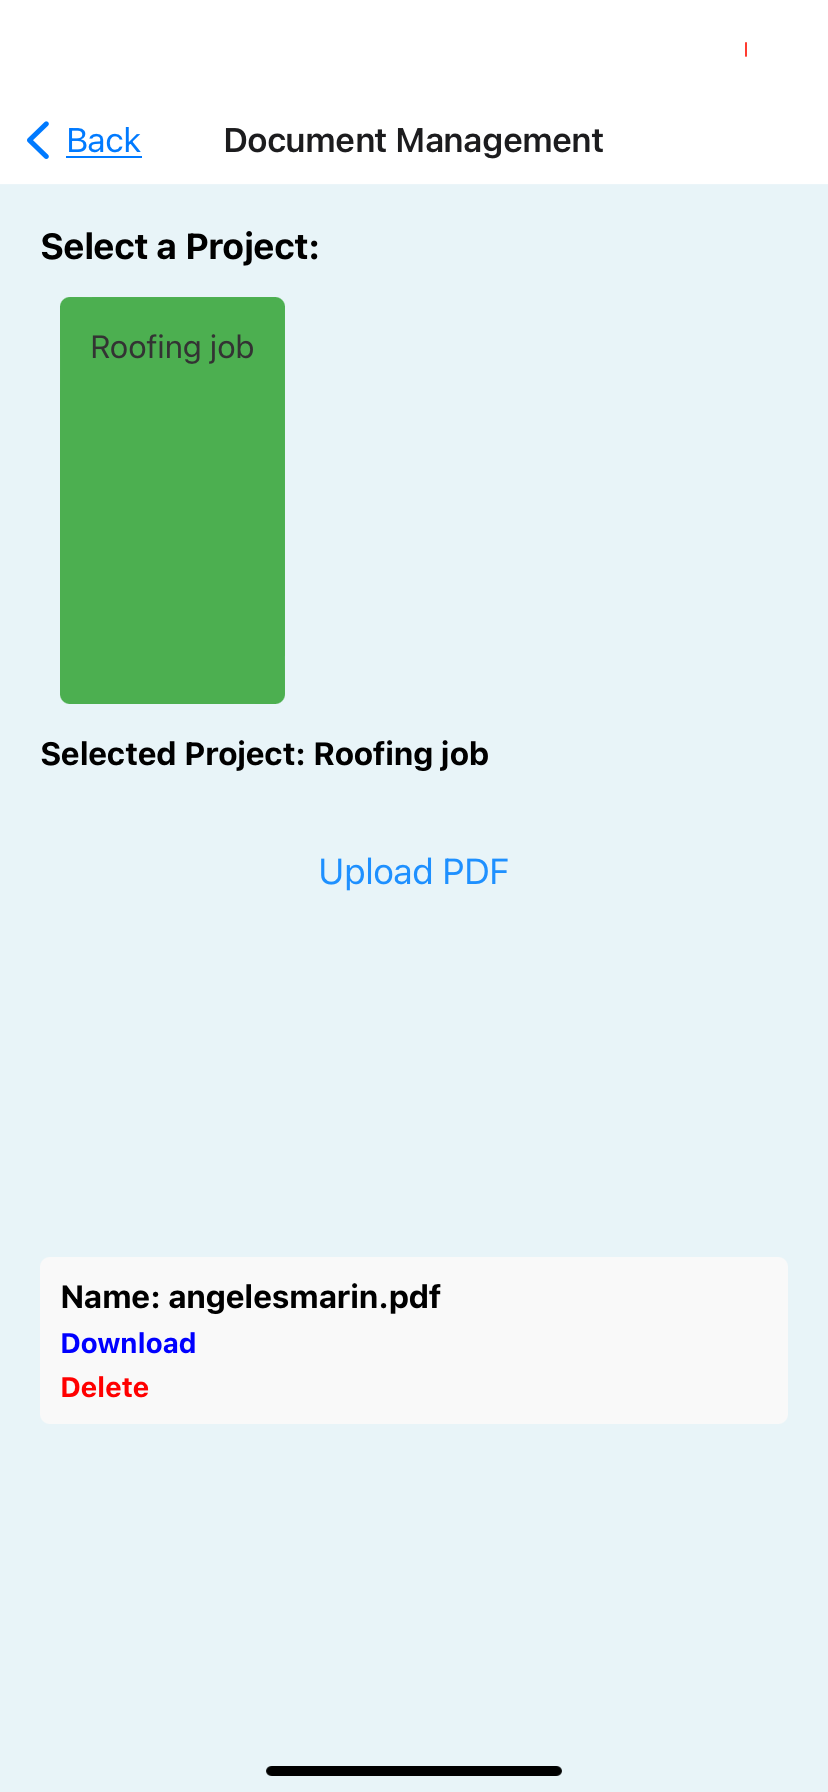 Back
Document Management
Select a Project:
Roofing job
Selected Project: Roofing job
Upload PDF
Name: angelesmarin.pdf
Download
Delete